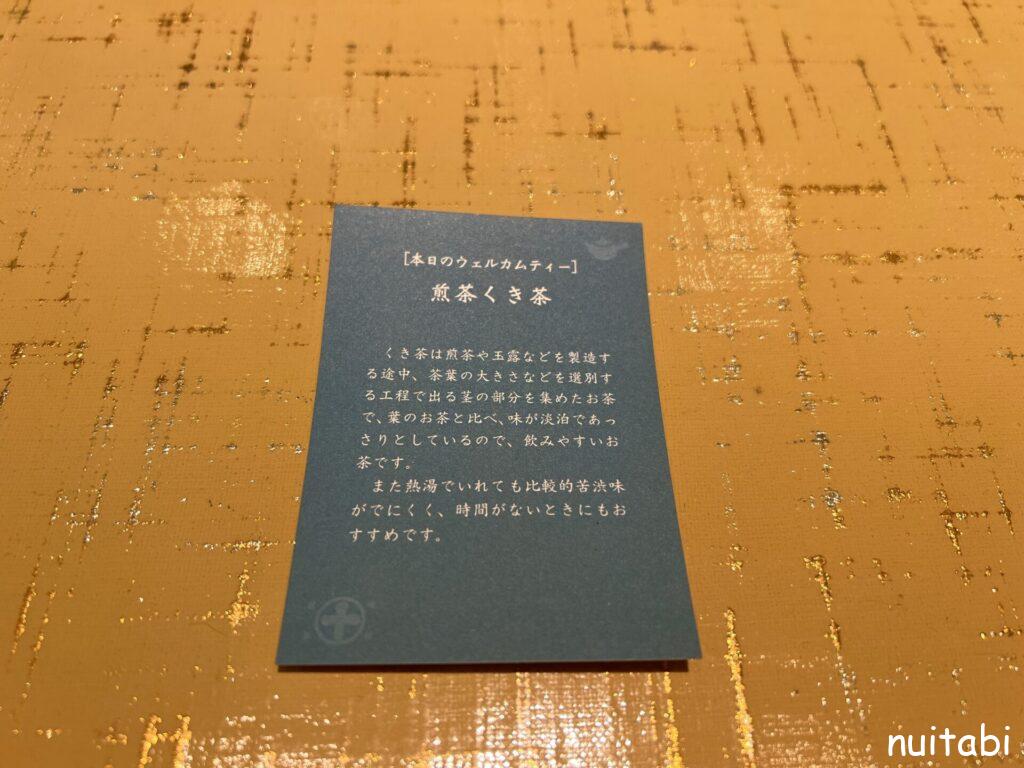 [本日のウェルカムティー]
煎茶くき茶
くき茶は煎茶や玉露などを製造す
る途中、茶葉の大きさなどを選別す
る工程で出る茎の部分を集めたお茶
で、葉のお茶と比べ、味が淡泊であっ
さりとしているので、飲みやすいお
茶です。
また熱湯でいれても比較的苦渋味
がでにくく、時間がないときにもお
すすめです。
nuitabi